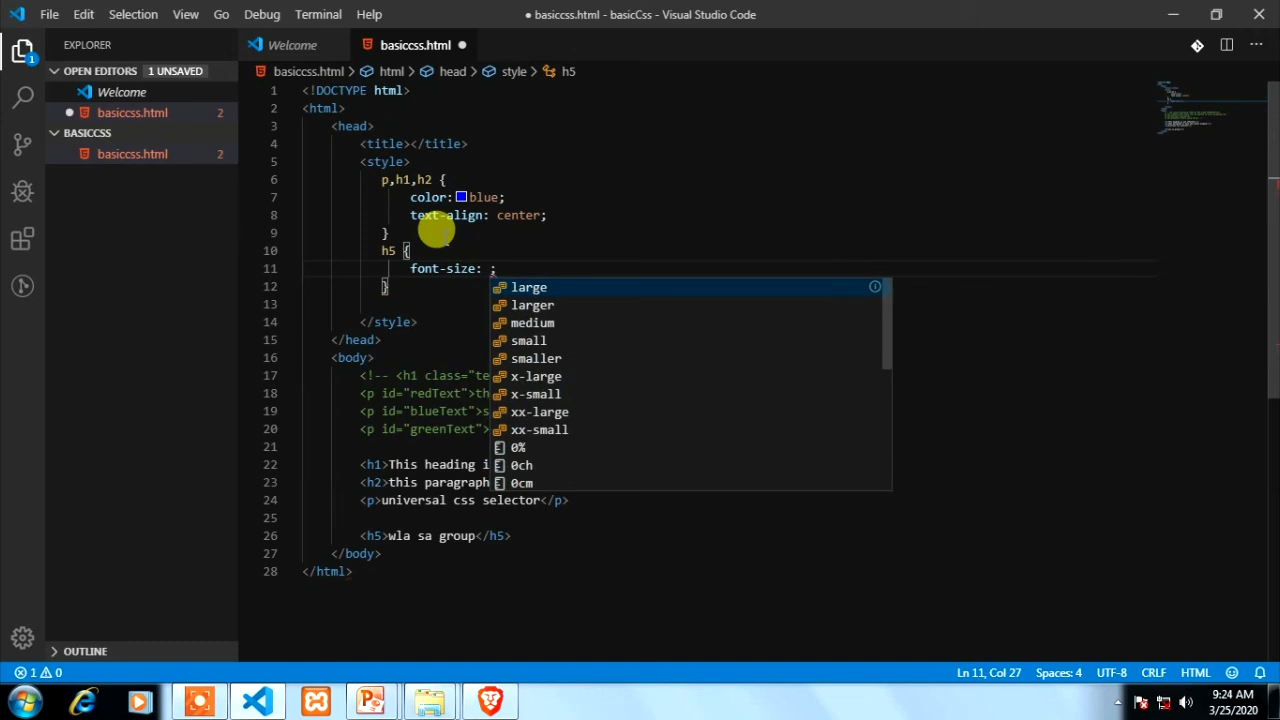 File Edit Selection View Go Debug Terminal Help
● basiccss.html - basicCss - Visual Studio Code
EXPLORER
OPEN EDITORS 1 UNSAVED
Welcome
basiccss.html 2
BASICCSS
basiccss.html 2
OUTLINE
Welcome
basiccss.html
basiccss.html > html > head > style > h5
1 <!DOCTYPE html>
2 <html>
3 <head>
4 <title></title>
5 <style>
6 p,h1,h2 {
7 color: blue;
8 text-align: center;
9 }
10 h5 {
11 font-size: ;
12 }
13
14 </style>
15 </head>
16 <body>
17 <!-- <h1 class="te
18 <p id="redText">th
19 <p id="blueText">s
20 <p id="greenText">
21
22 <h1>This heading i
23 <h2>this paragraph
24 <p>universal css selector</p>
25
26 <h5>wla sa group</h5>
27 </body>
28 </html>
large
larger
medium
small
smaller
x-large
x-small
xx-large
xx-small
0%
0ch
0cm
1 0
Ln 11, Col 27 Spaces: 4 UTF-8 CRLF HTML
1
9:24 AM
3/25/2020